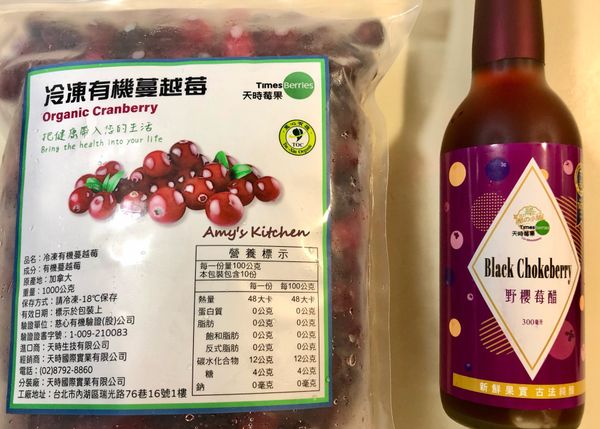 冷凍有機蔓越莓
Organic Cranberry
把健康帶入您的生活
Bring the health into your life
TimesBerries
天時莓果
TOC
Amy's Kitchen
品名：冷凍有機蔓越莓
成分：有機蔓越莓
原產地：加拿大
重量：1000公克
保存方式：請冷凍-18℃保存
有效日期：標示於包裝上
驗證單位：慈心有機驗證(股)公司
驗證證書字號：1-009-210083
進口商：天時生技有限公司
經銷商：天時國際實業有限公司
電話：(02)8792-8860
分裝廠：天時國際實業有限公司
工廠地址：台北市內湖區瑞光路76巷16號1樓
營養標示
每一份量100公克
本包裝包含10份
每一份 每100公克
熱量 48大卡 48大卡
蛋白質 0公克 0公克
脂肪 0公克 0公克
飽和脂肪 0公克 0公克
反式脂肪 0公克 0公克
碳水化合物 12公克 12公克
糖 4公克 4公克
鈉 0毫克 0毫克
TimesBerries
天時莓果
Black Chokeberry
野櫻莓醋
300毫升
新鮮果實 古法純釀